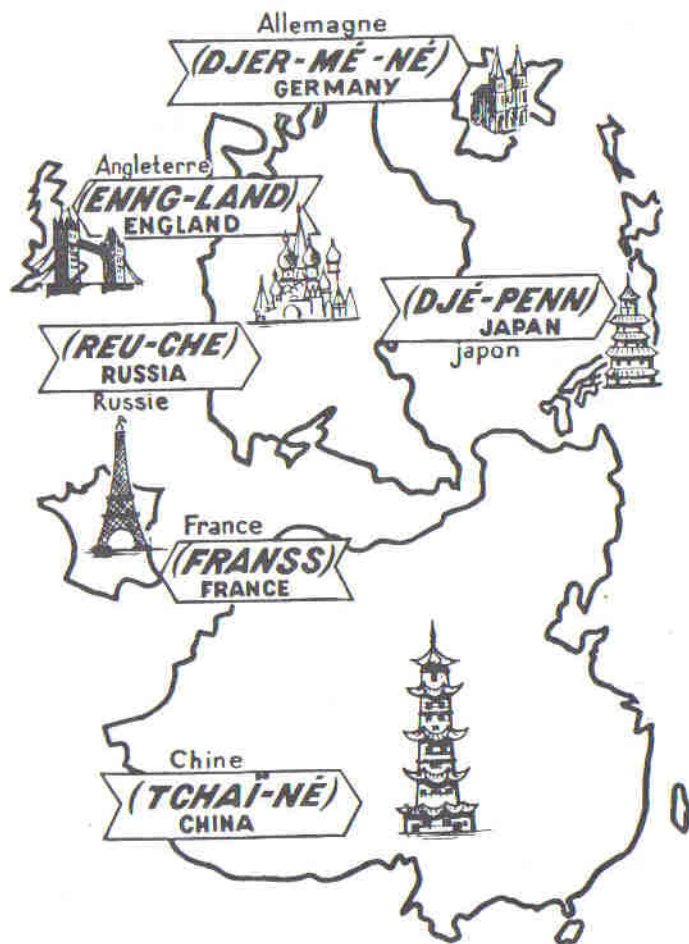 Allemagne
(DJER-MÉ-NÉ)
GERMANY
Angleterre
(ENNG-LAND)
ENGLAND
(DJÉ-PENN)
JAPAN
japon
(REU-CHE)
RUSSIA
Russie
France
(FRANSS)
FRANCE
Chine
(TCHAÏ-NÉ)
CHINA